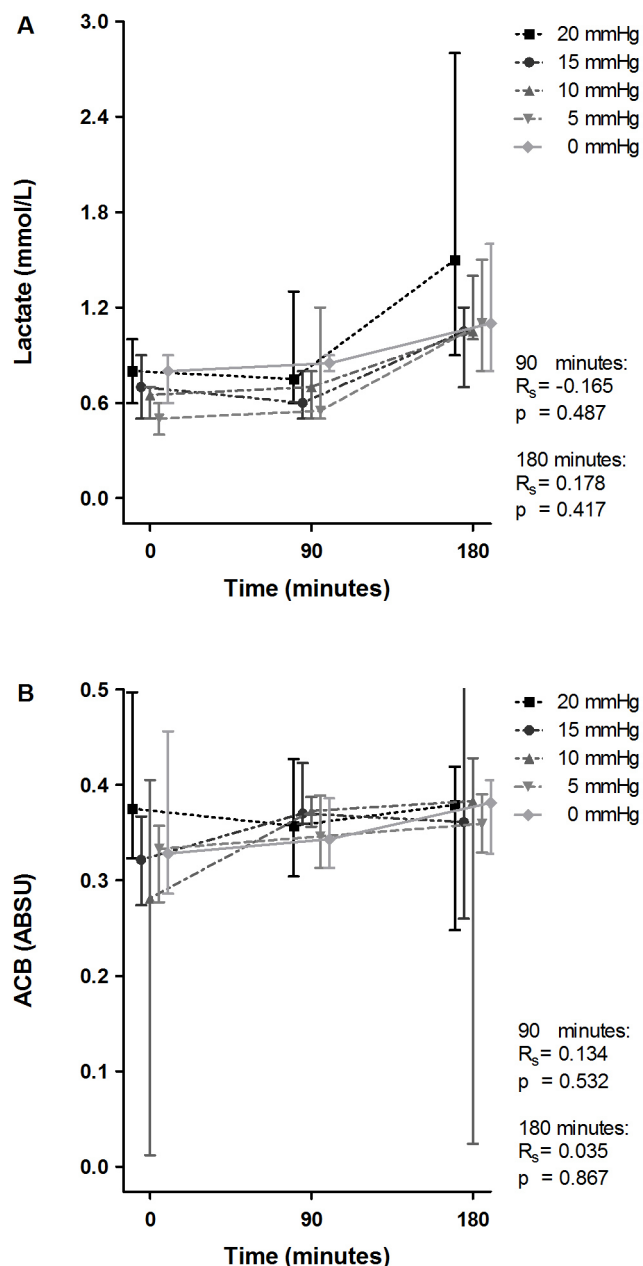 A
3.0
2.4
1.8
1.2
0.6
0.0
Lactate (mmol/L)
0
90
180
Time (minutes)
20 mmHg
15 mmHg
10 mmHg
5 mmHg
0 mmHg
90 minutes:
Rs= -0.165
p = 0.487
180 minutes:
Rs= 0.178
p = 0.417
B
0.5
0.4
0.3
0.2
0.1
0.0
ACB (ABSU)
0
90
180
Time (minutes)
20 mmHg
15 mmHg
10 mmHg
5 mmHg
0 mmHg
90 minutes:
Rs= 0.134
p = 0.532
180 minutes:
Rs= 0.035
p = 0.867